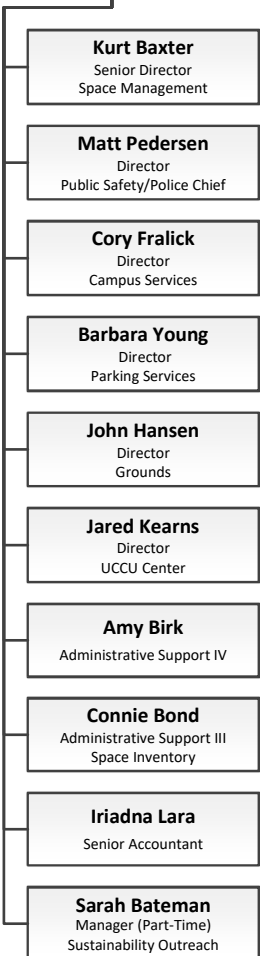 Kurt Baxter
Senior Director
Space Management
Matt Pedersen
Director
Public Safety/Police Chief
Cory Fralick
Director
Campus Services
Barbara Young
Director
Parking Services
John Hansen
Director
Grounds
Jared Kearns
Director
UCCU Center
Amy Birk
Administrative Support IV
Connie Bond
Administrative Support III
Space Inventory
Iriadna Lara
Senior Accountant
Sarah Bateman
Manager (Part-Time)
Sustainability Outreach